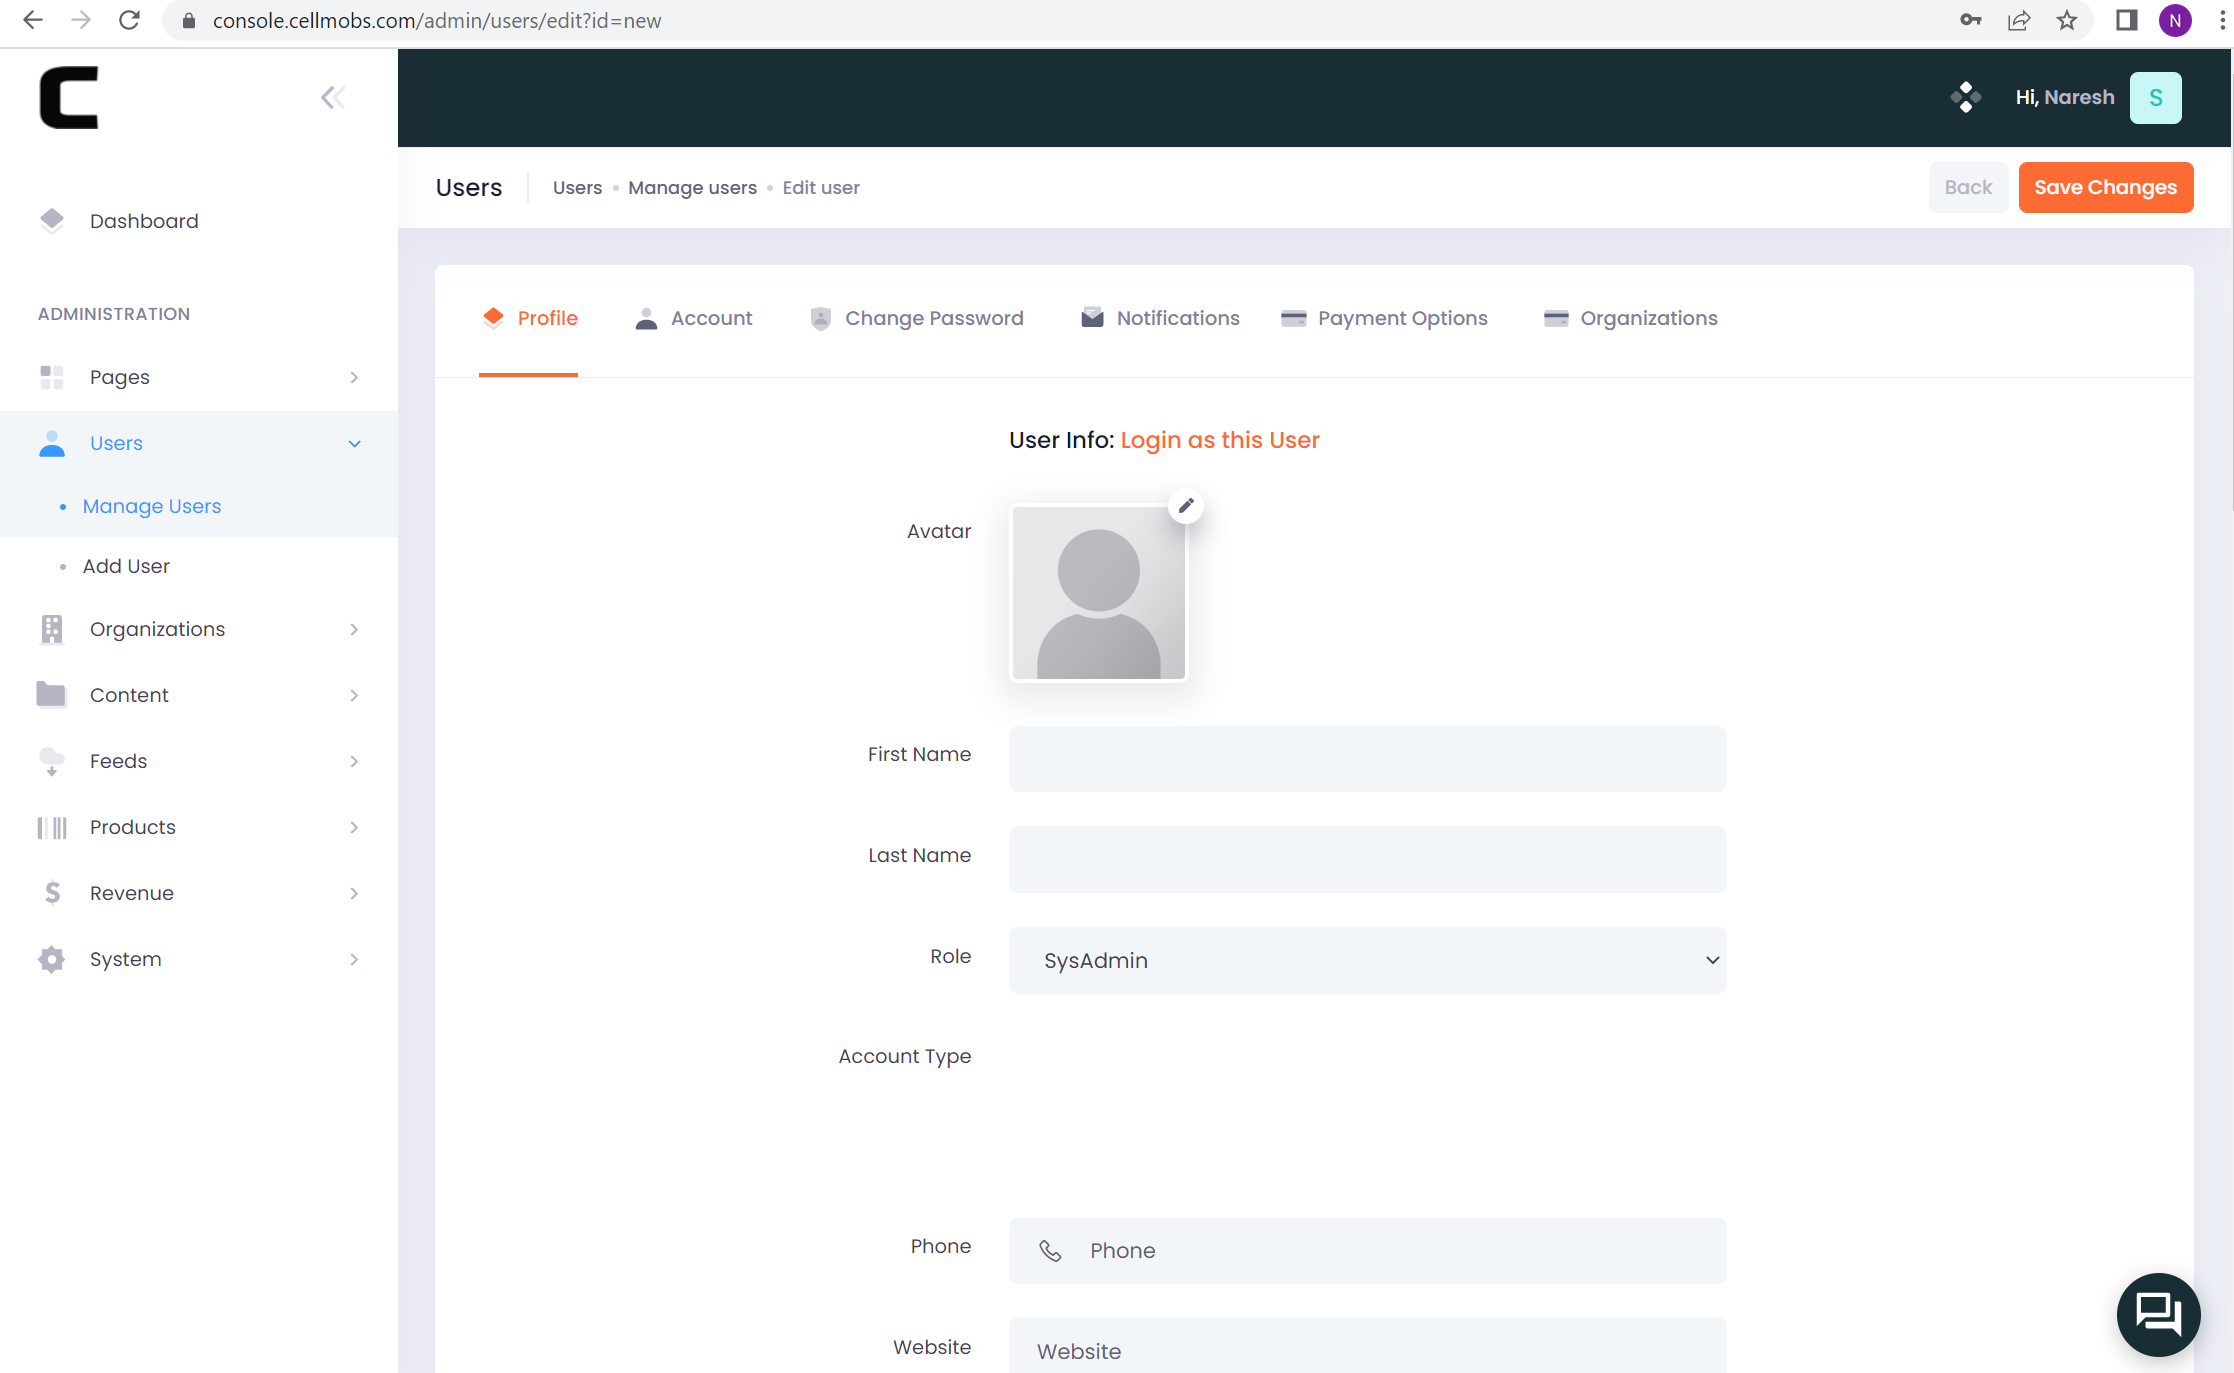 console.cellmobs.com/admin/users/edit?id=new
N
C
Hi, Naresh
S
Users
Users • Manage users • Edit user
Back
Save Changes
Dashboard
ADMINISTRATION
Pages
Users
Manage Users
Add User
Organizations
Content
Feeds
Products
Revenue
System
Profile
Account
Change Password
Notifications
Payment Options
Organizations
User Info: Login as this User
Avatar
First Name
Last Name
Role
SysAdmin
Account Type
Phone
Phone
Website
Website